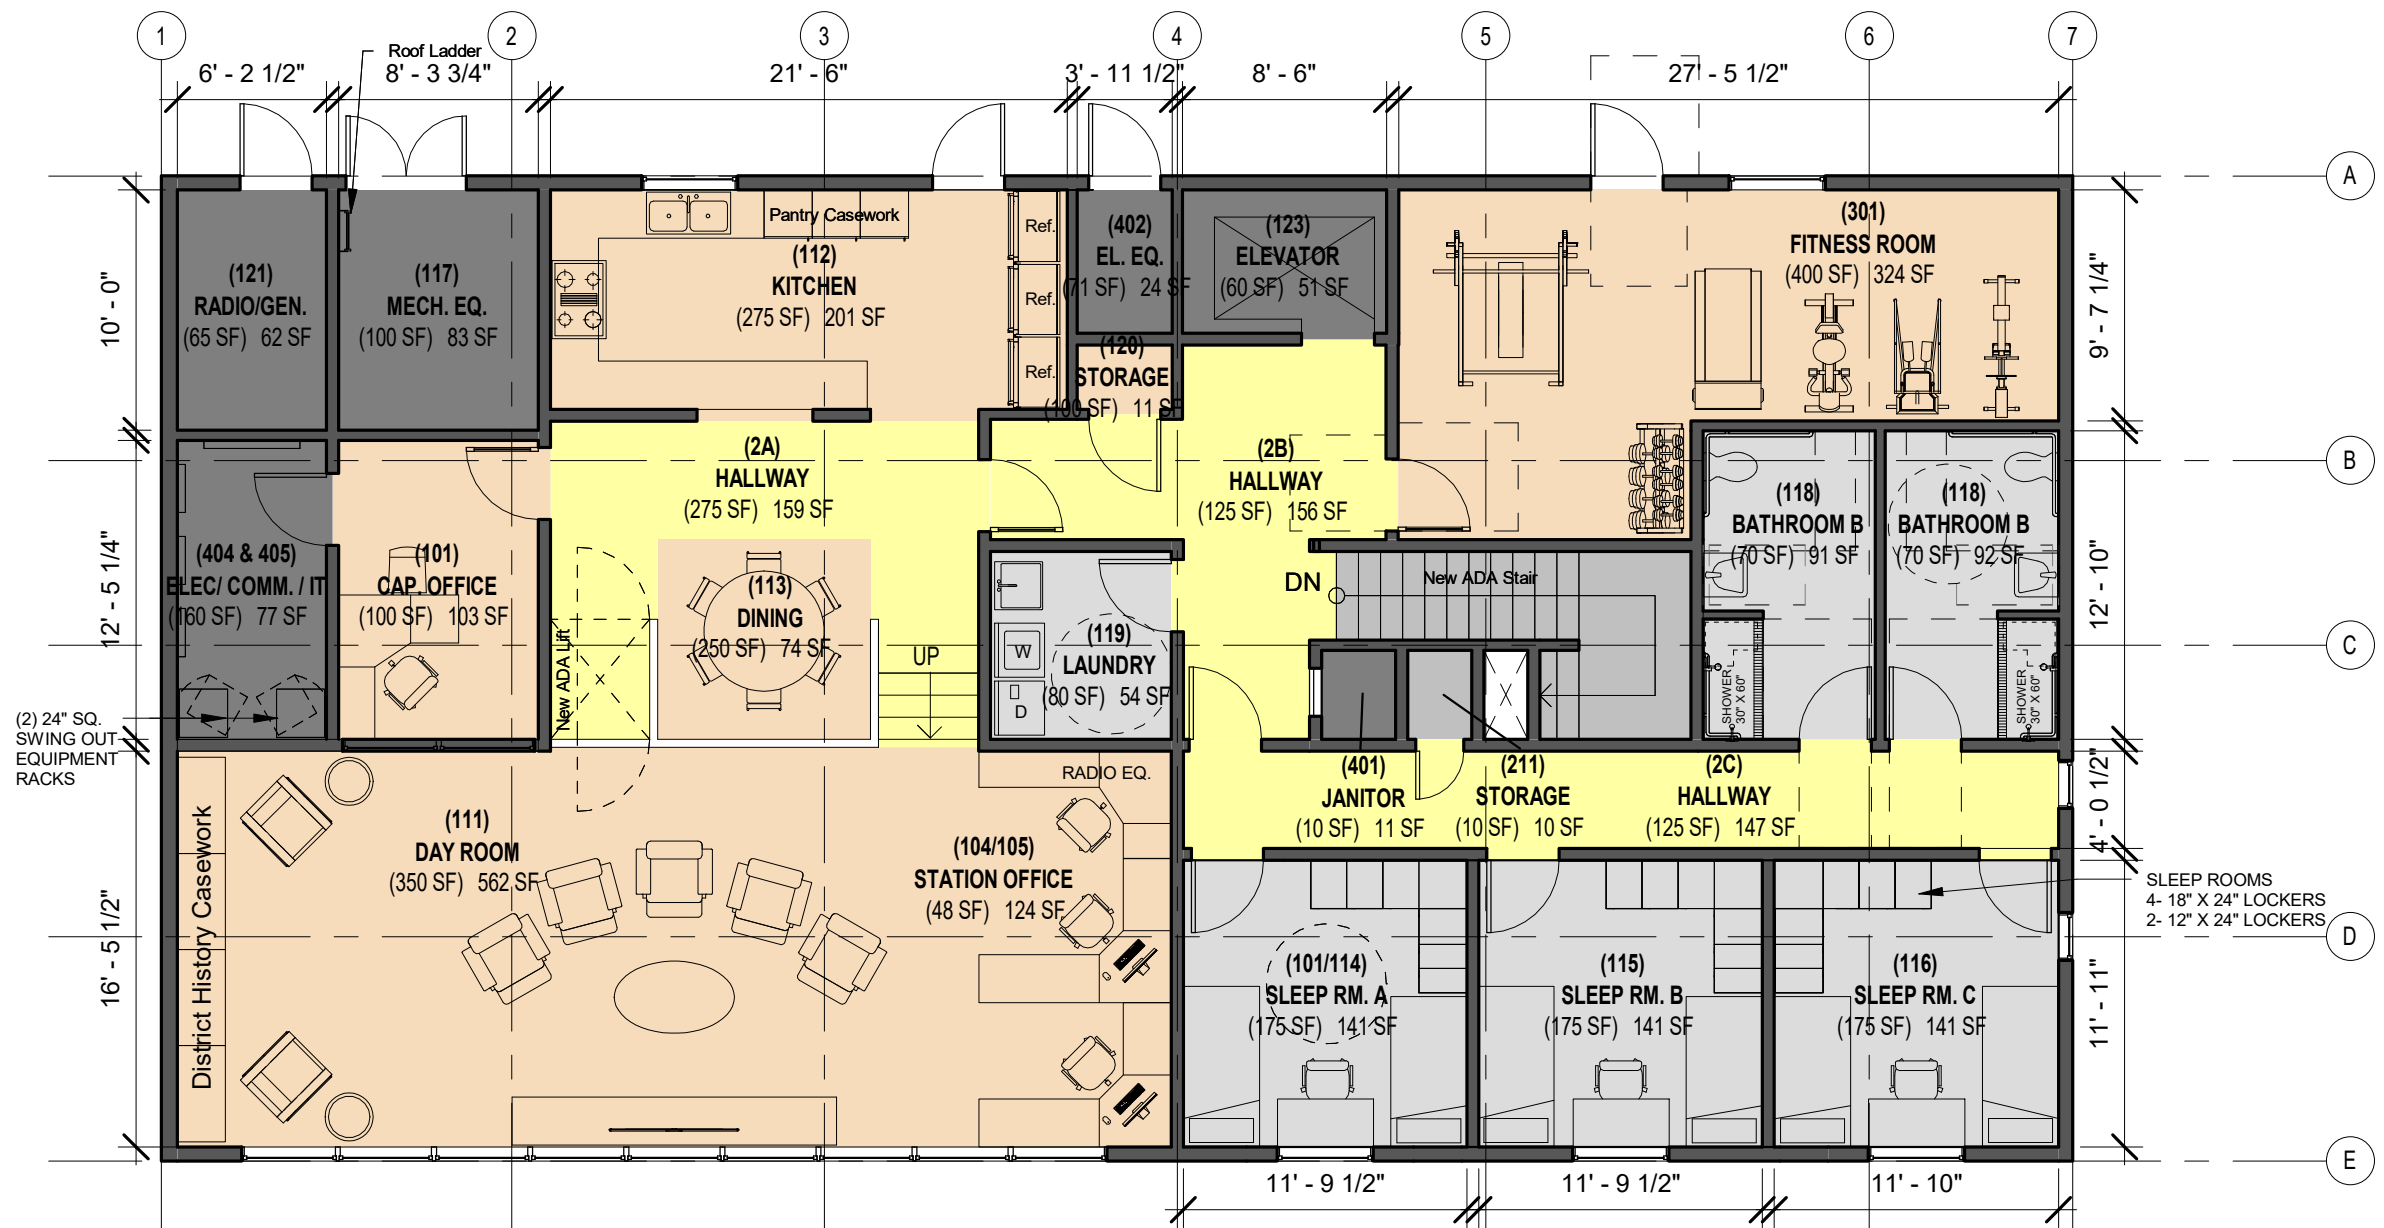 1
2
3
4
5
6
7
Roof Ladder
6' - 2 1/2"
8' - 3 3/4"
21' - 6"
3' - 11 1/2"
8' - 6"
27' - 5 1/2"
A
B
C
D
E
10' - 0"
12' - 5 1/4"
16' - 5 1/2"
9' - 7 1/4"
12' - 10"
4' - 0 1/2"
11' - 11"
(121)
RADIO/GEN.
(65 SF) 62 SF
(117)
MECH. EQ.
(100 SF) 83 SF
Pantry Casework
(112)
KITCHEN
(275 SF) 201 SF
Ref.
Ref.
Ref.
(402)
EL. EQ.
(71 SF) 24 SF
(123)
ELEVATOR
(60 SF) 51 SF
(301)
FITNESS ROOM
(400 SF) 324 SF
(120)
STORAGE
(100 SF) 11 SF
(2A)
HALLWAY
(275 SF) 159 SF
(2B)
HALLWAY
(125 SF) 156 SF
(118)
BATHROOM B
(70 SF) 91 SF
(118)
BATHROOM B
(70 SF) 92 SF
(404 & 405)
ELEC/ COMM. / IT
(160 SF) 77 SF
(101)
CAP. OFFICE
(100 SF) 103 SF
New ADA Lift
(113)
DINING
(250 SF) 74 SF
UP
(119)
LAUNDRY
(80 SF) 54 SF
W
D
DN
New ADA Stair
SHOWER
30" X 60"
SHOWER
30" X 60"
(2) 24" SQ.
SWING OUT
EQUIPMENT
RACKS
RADIO EQ.
(401)
JANITOR
(10 SF) 11 SF
(211)
STORAGE
(10 SF) 10 SF
(2C)
HALLWAY
(125 SF) 147 SF
District History Casework
(111)
DAY ROOM
(350 SF) 562 SF
(104/105)
STATION OFFICE
(48 SF) 124 SF
SLEEP ROOMS
4- 18" X 24" LOCKERS
2- 12" X 24" LOCKERS
(101/114)
SLEEP RM. A
(175 SF) 141 SF
(115)
SLEEP RM. B
(175 SF) 141 SF
(116)
SLEEP RM. C
(175 SF) 141 SF
11' - 9 1/2"
11' - 9 1/2"
11' - 10"